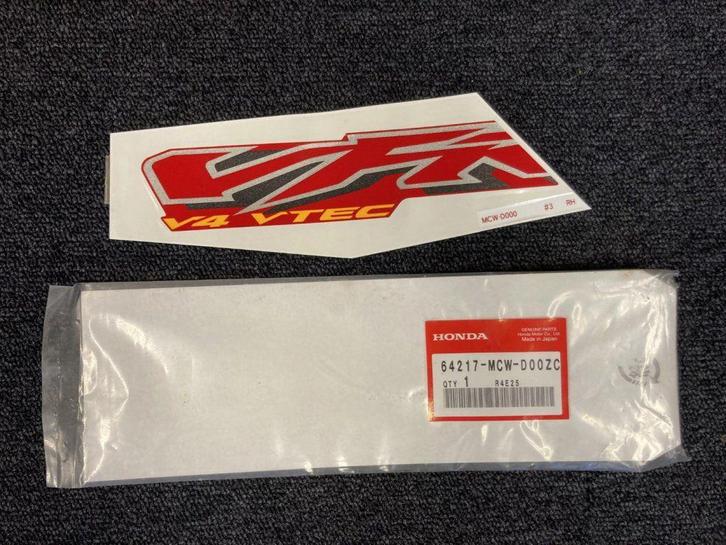 VFR
V4 VTEC
MCW-D000 #3 RH
HONDA
GENUINE PARTS
Honda Motor Co., Ltd.
Made in Japan
64217-MCW-D00ZC
QTY 1 R4E25